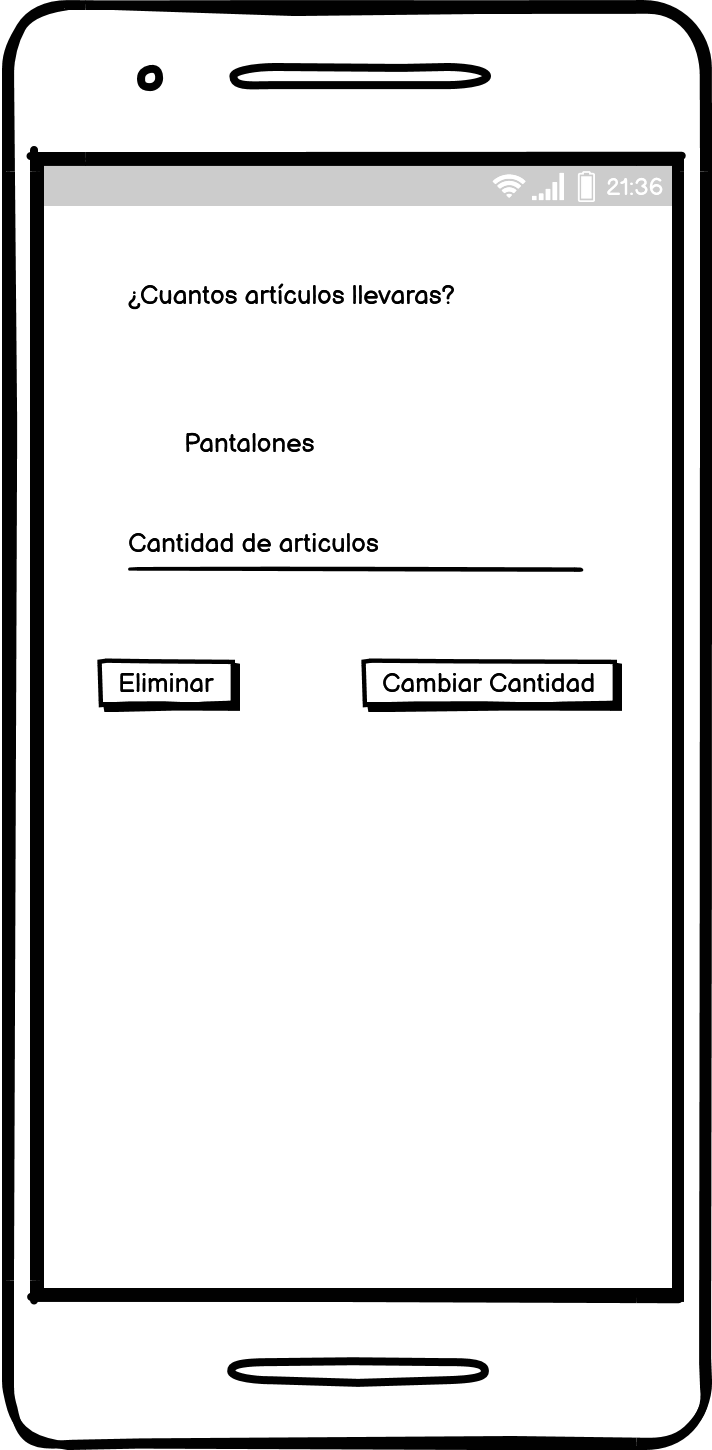 21:36
¿Cuantos artículos llevaras?
Pantalones
Cantidad de articulos
Eliminar
Cambiar Cantidad